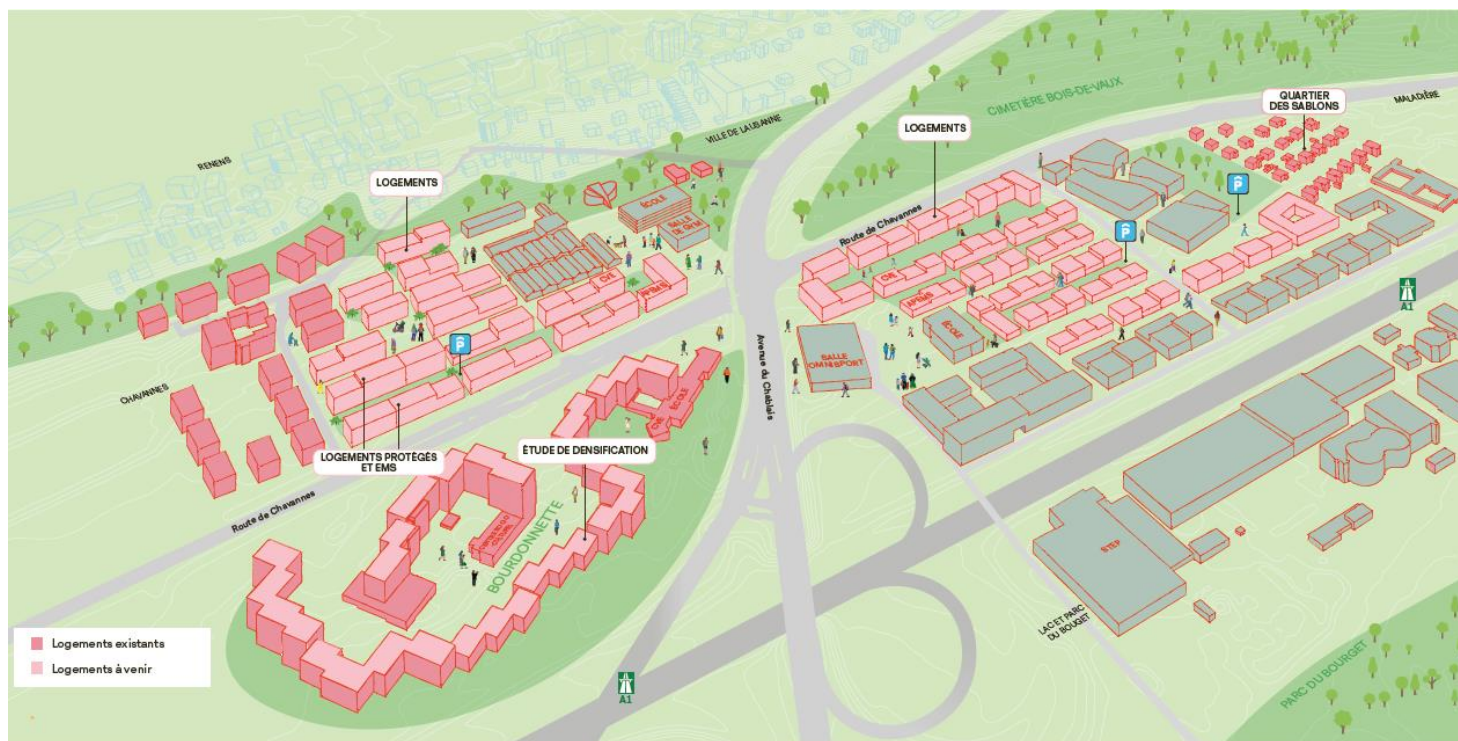 CIMETIÈRE BOIS-DE-VAUX
QUARTIER
DES SABLONS
MALADIÈRE
LOGEMENTS
VILLE DE LAUSANNE
RENENS
LOGEMENTS
ÉCOLE
SALLE
DE GYM
Route de Chavannes
CVE
APEMS
CVE
APEMS
ÉCOLE
SALLE
OMNISPORT
P
P
P
A1
Avenue du Chablais
CHAVANNES
CVE
ÉCOLE
LOGEMENTS PROTÉGÉS
ET EMS
ÉTUDE DE DENSIFICATION
Route de Chavannes
BOURDONNETTE
STEP
LAC ET PARC
DU BOUGET
PARC DU BOURGET
A1
Logements existants
Logements à venir